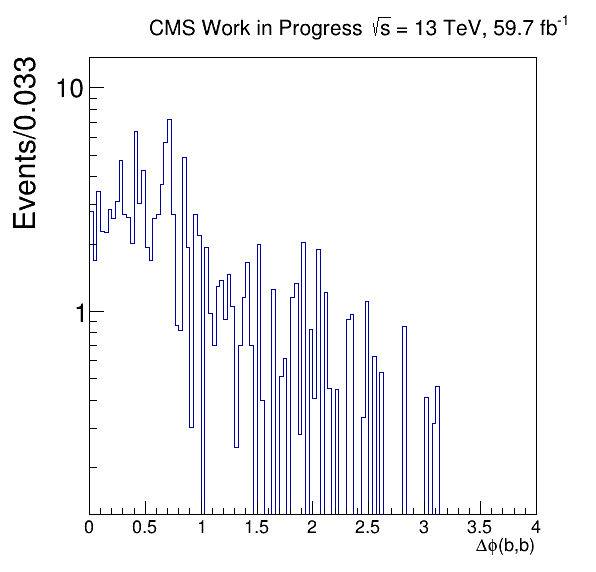 CMS Work in Progress √s = 13 TeV, 59.7 fb⁻¹
Events/0.033
10
1
0 0.5 1 1.5 2 2.5 3 3.5 4
Δϕ(b,b)